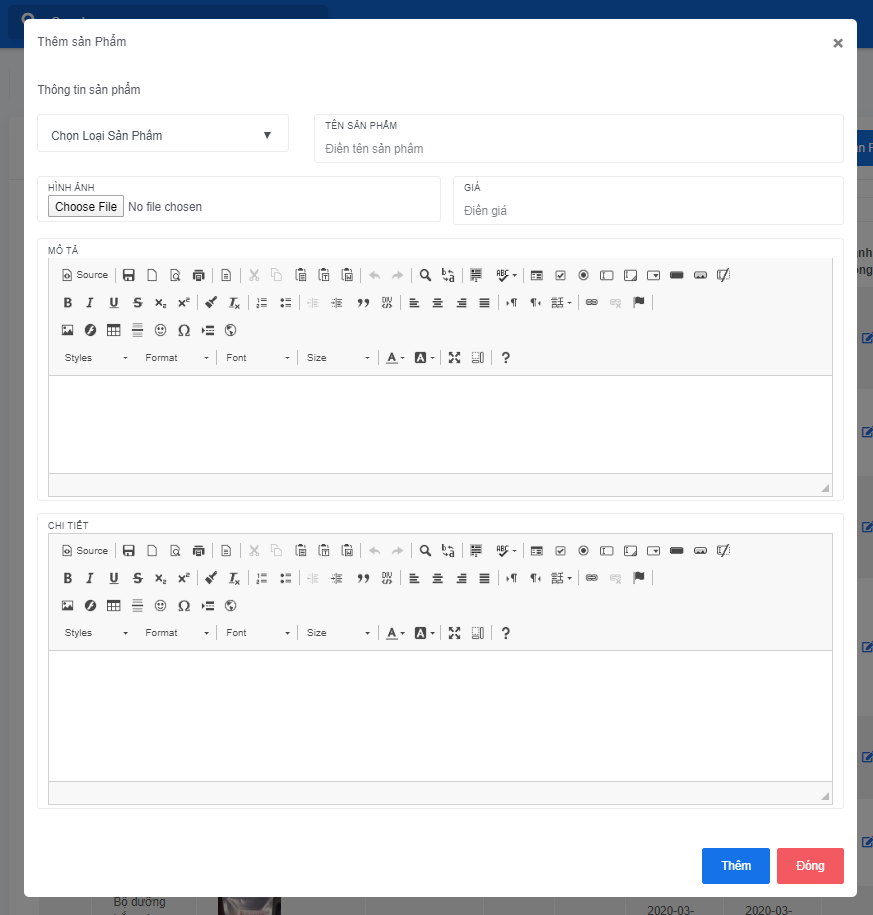 Thêm sản Phẩm
×
Thông tin sản phẩm
Chọn Loại Sản Phâm
TÊN SẢN PHẨM
Điền tên sản phâm
HÌNH ẢNH
Choose File No file chosen
GIÁ
Điền giá
MÔ TẢ
Source
Styles Format Font Size
CHI TIẾT
Source
Styles Format Font Size
Thêm Đóng
Bộ dưỡng
2020-03- 2020-03-